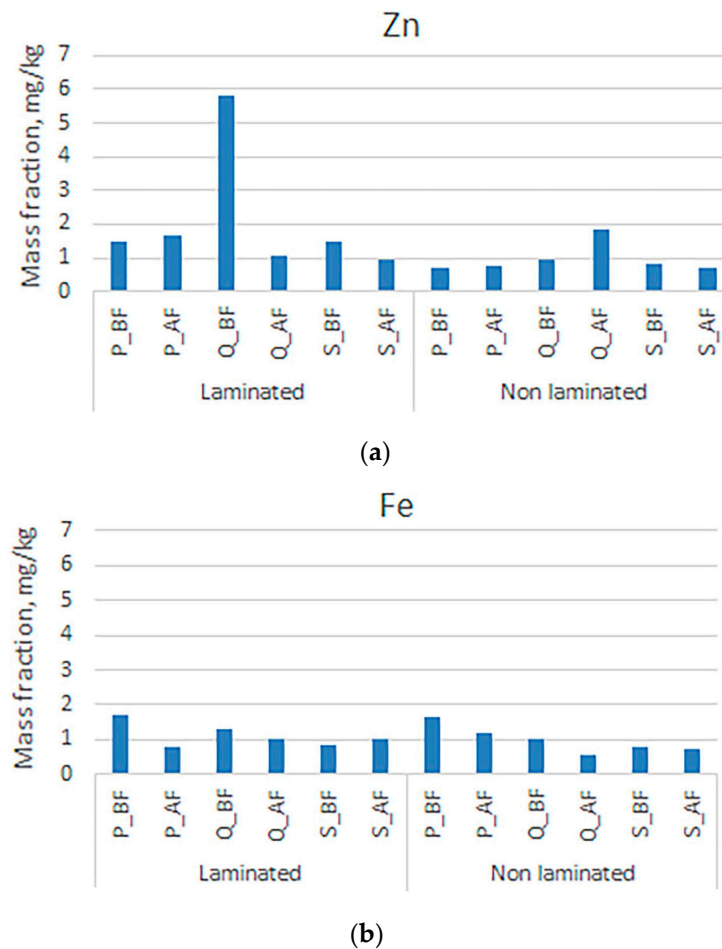 Zn
Mass fraction, mg/kg
7
6
5
4
3
2
1
0
P_BF
P_AF
Q_BF
Q_AF
S_BF
S_AF
P_BF
P_AF
Q_BF
Q_AF
S_BF
S_AF
Laminated
Non laminated
(a)
Fe
Mass fraction, mg/kg
7
6
5
4
3
2
1
0
P_BF
P_AF
Q_BF
Q_AF
S_BF
S_AF
P_BF
P_AF
Q_BF
Q_AF
S_BF
S_AF
Laminated
Non laminated
(b)